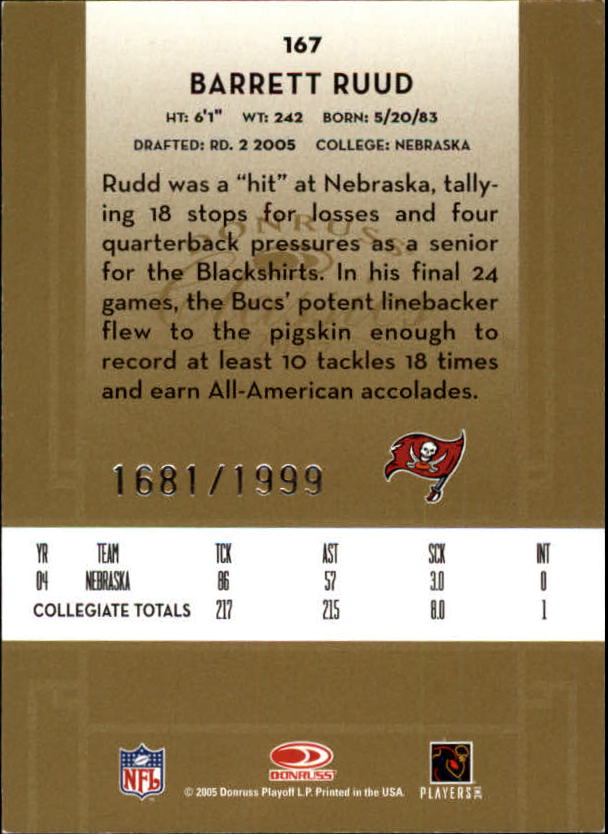 167
BARRETT RUUD
HT: 6'1" WT: 242 BORN: 5/20/83
DRAFTED: RD. 2 2005 COLLEGE: NEBRASKA
Rudd was a “hit” at Nebraska, tally-
ing 18 stops for losses and four
quarterback pressures as a senior
for the Blackshirts. In his final 24
games, the Bucs' potent linebacker
flew to the pigskin enough to
record at least 10 tackles 18 times
and earn All-American accolades.
DONRUSS
1681/1999
YR TEAM TCK AST SCK INT
04 NEBRASKA 86 57 3.0 0
COLLEGIATE TOTALS 217 215 8.0 1
NFL
DONRUSS
PLAYERS INC
© 2005 Donruss Playoff L.P. Printed in the USA.